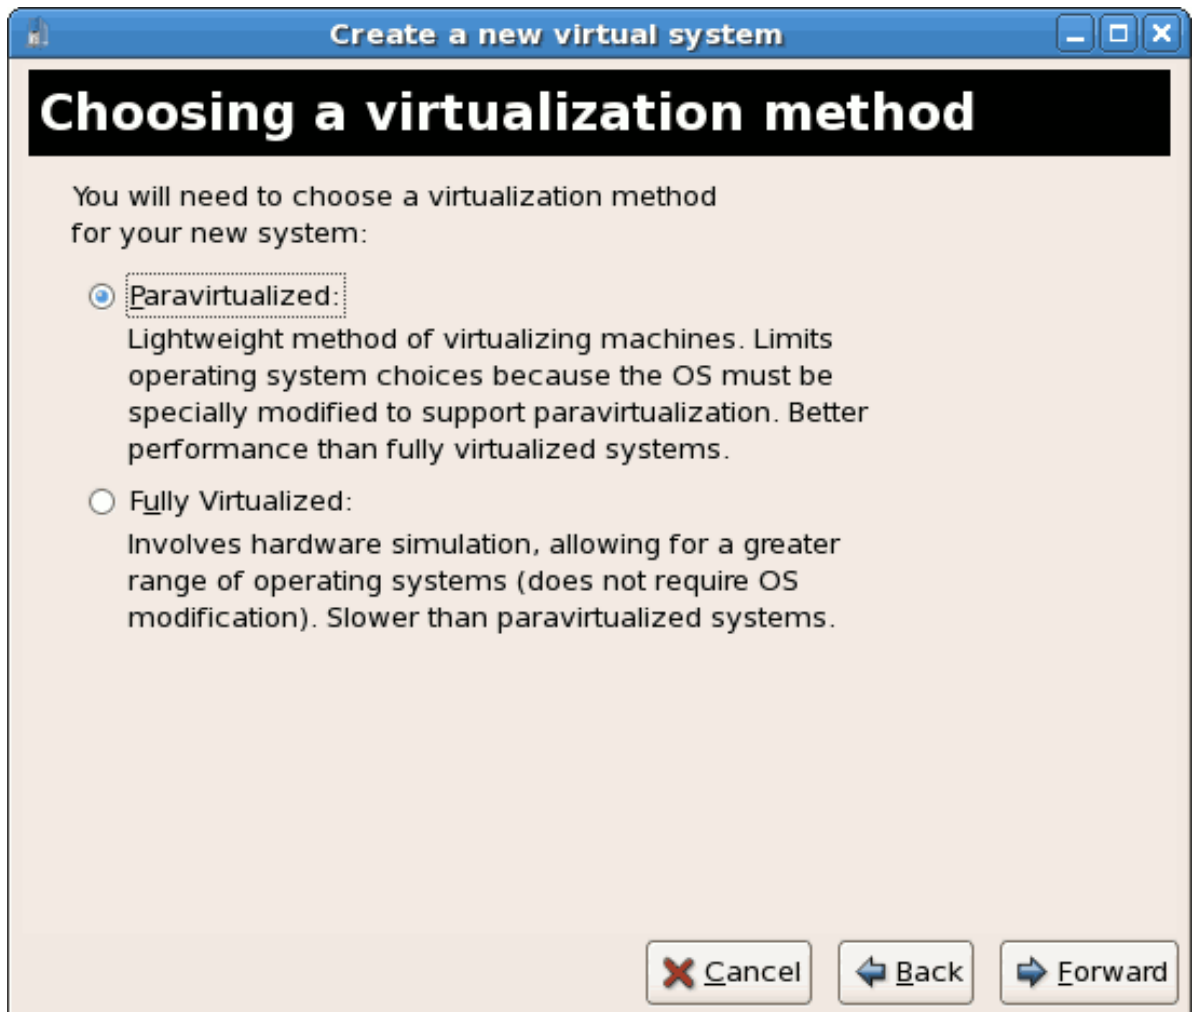 Create a new virtual system
Choosing a virtualization method
You will need to choose a virtualization method
for your new system:
Paravirtualized:
Lightweight method of virtualizing machines. Limits
operating system choices because the OS must be
specially modified to support paravirtualization. Better
performance than fully virtualized systems.
Fully Virtualized:
Involves hardware simulation, allowing for a greater
range of operating systems (does not require OS
modification). Slower than paravirtualized systems.
Cancel Back Forward